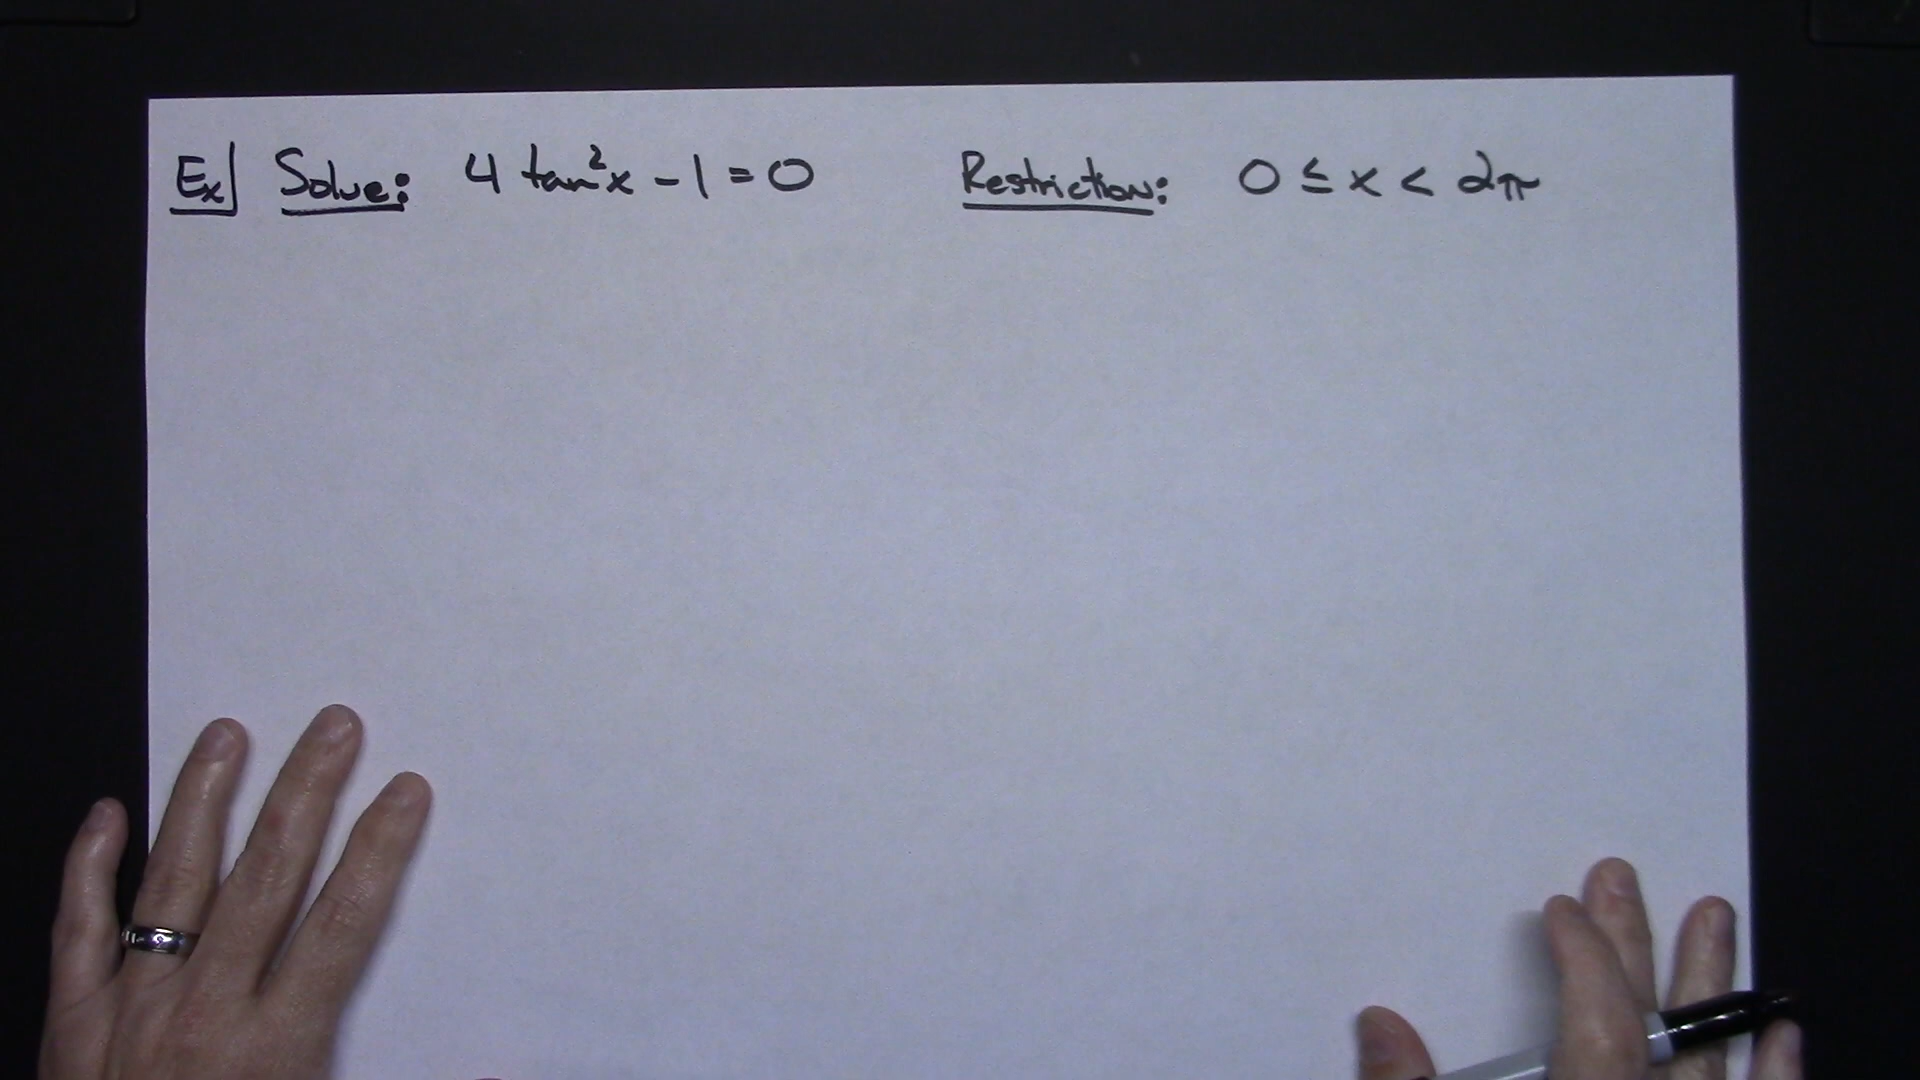 Ex| Solve: 4 tan²x - 1 = 0 Restriction: 0 ≤ x < 2π